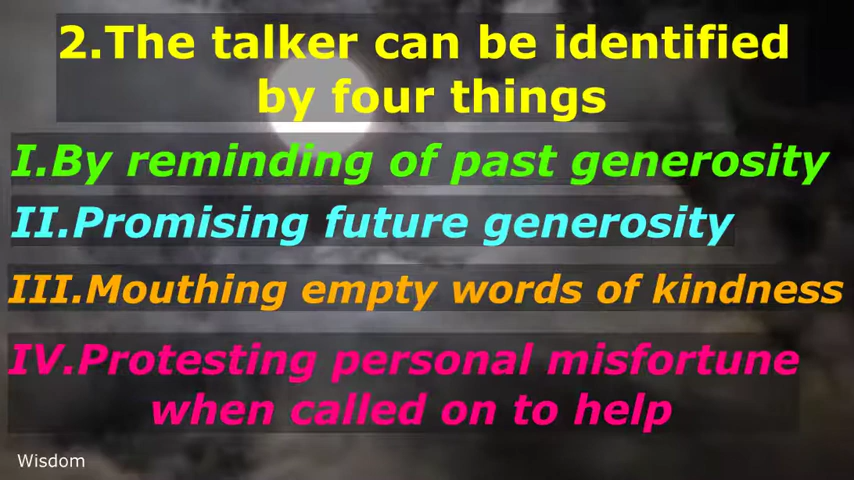 2.The talker can be identified
by four things
I.By reminding of past generosity
II.Promising future generosity
III.Mouthing empty words of kindness
IV.Protesting personal misfortune
when called on to help
Wisdom